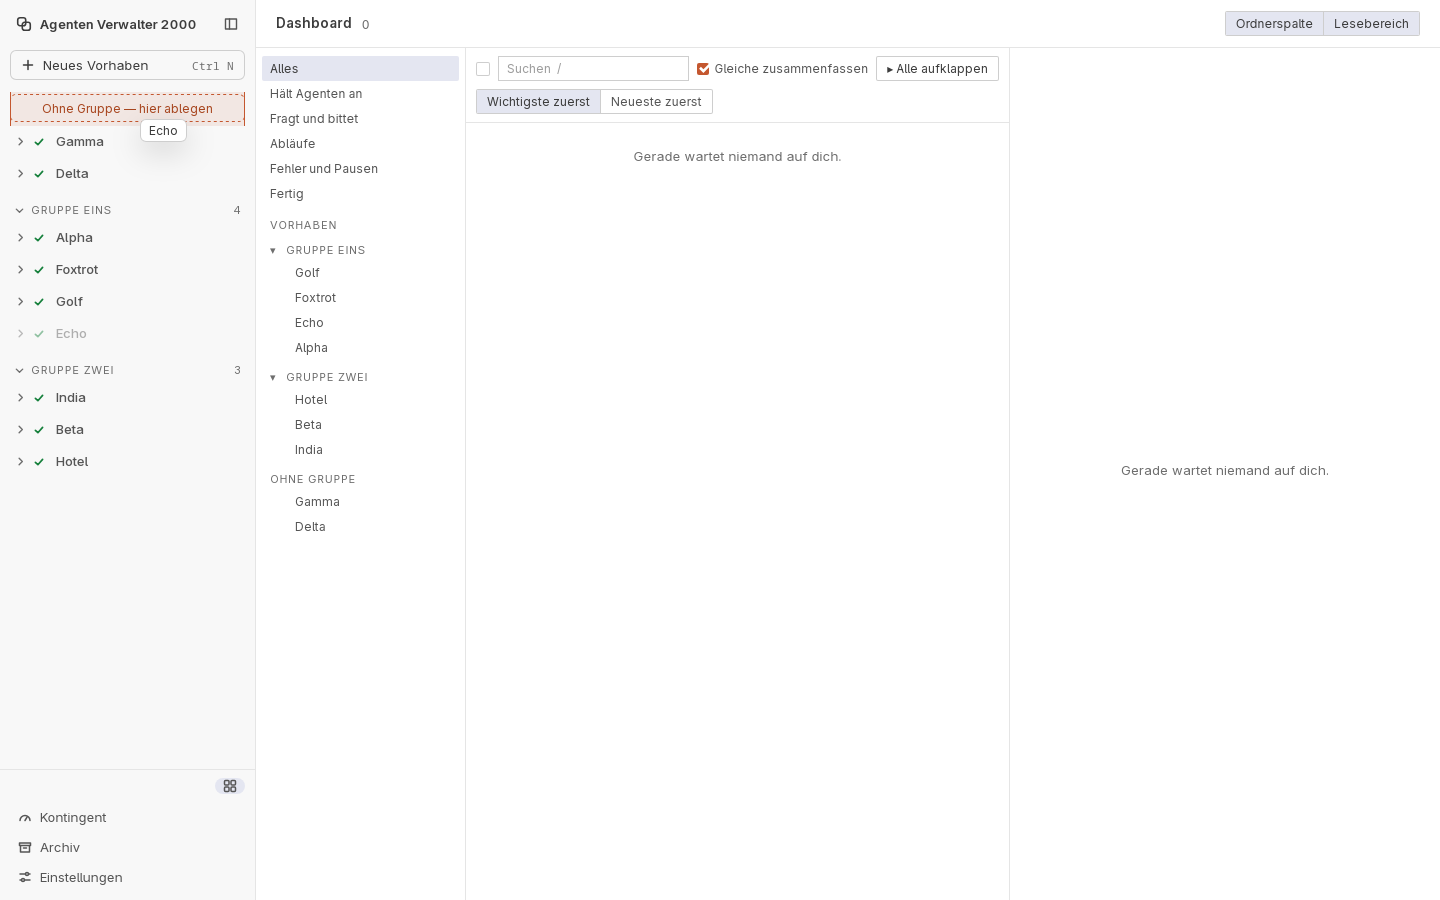 Agenten Verwalter 2000
Neues Vorhaben Ctrl N
Ohne Gruppe — hier ablegen
Echo
Gamma
Delta
GRUPPE EINS 4
Alpha
Foxtrot
Golf
Echo
GRUPPE ZWEI 3
India
Beta
Hotel
Kontingent
Archiv
Einstellungen
Dashboard 0
Ordnerspalte Lesebereich
Alles
Hält Agenten an
Fragt und bittet
Abläufe
Fehler und Pausen
Fertig
VORHABEN
GRUPPE EINS
Golf
Foxtrot
Echo
Alpha
GRUPPE ZWEI
Hotel
Beta
India
OHNE GRUPPE
Gamma
Delta
Suchen / Gleiche zusammenfassen ▸ Alle aufklappen
Wichtigste zuerst Neueste zuerst
Gerade wartet niemand auf dich.
Gerade wartet niemand auf dich.